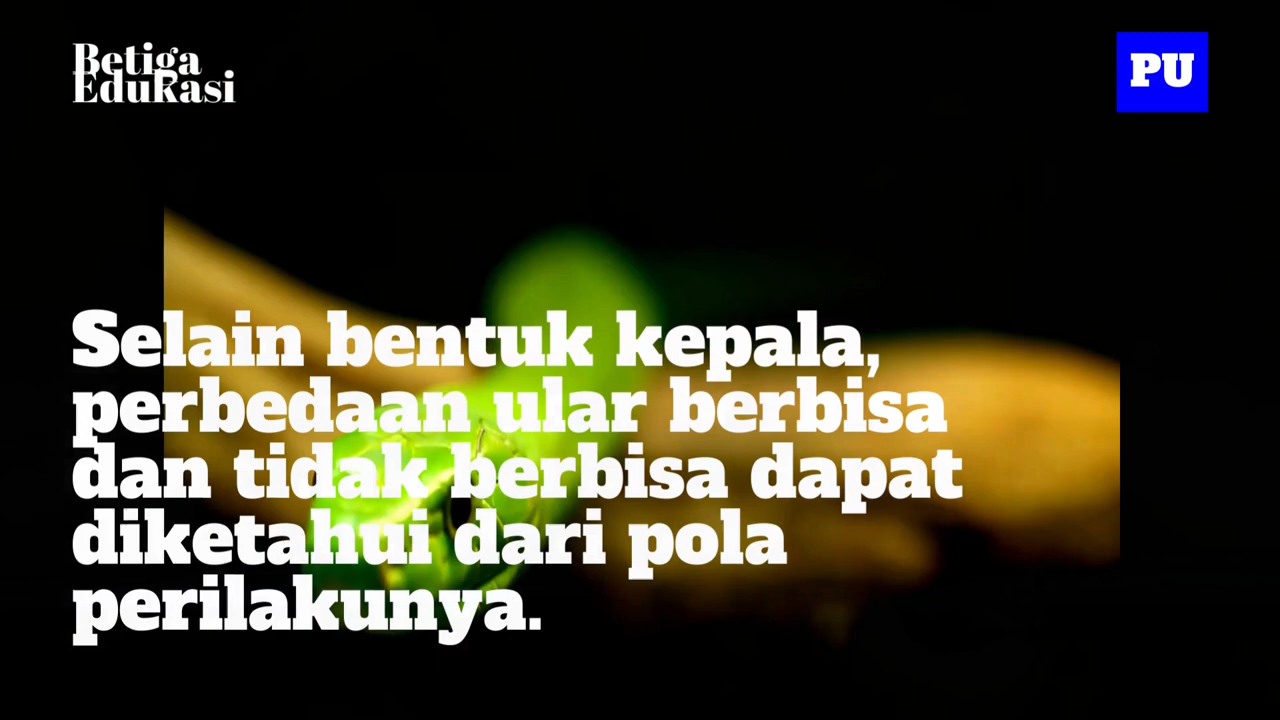 Betiga
Edukasi
PU
Selain bentuk kepala,
perbedaan ular berbisa
dan tidak berbisa dapat
diketahui dari pola
perilakunya.